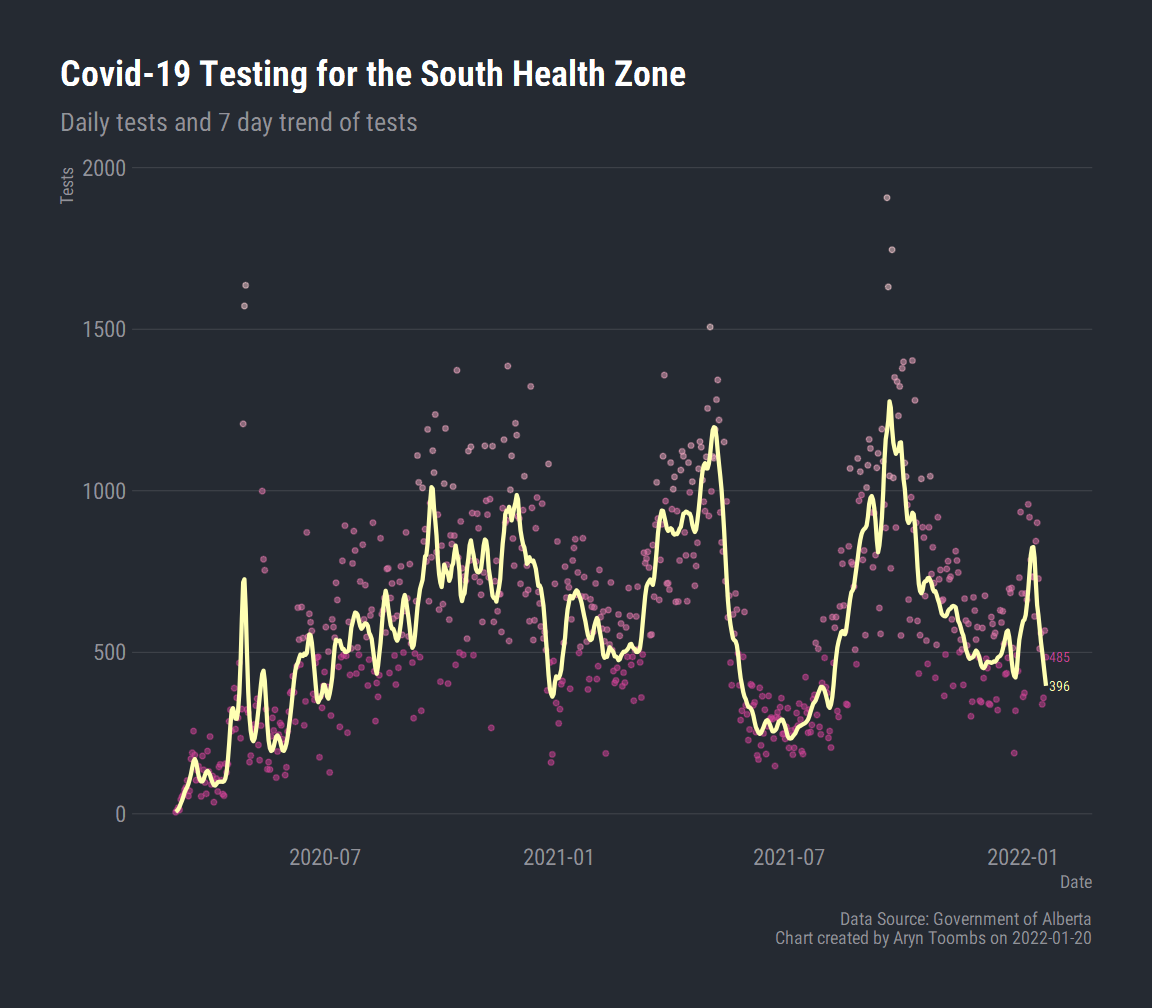 Covid-19 Testing for the South Health Zone
Daily tests and 7 day trend of tests
Tests
2000
1500
1000
500
0
485
396
2020-07
2021-01
2021-07
2022-01
Date
Data Source: Government of Alberta
Chart created by Aryn Toombs on 2022-01-20